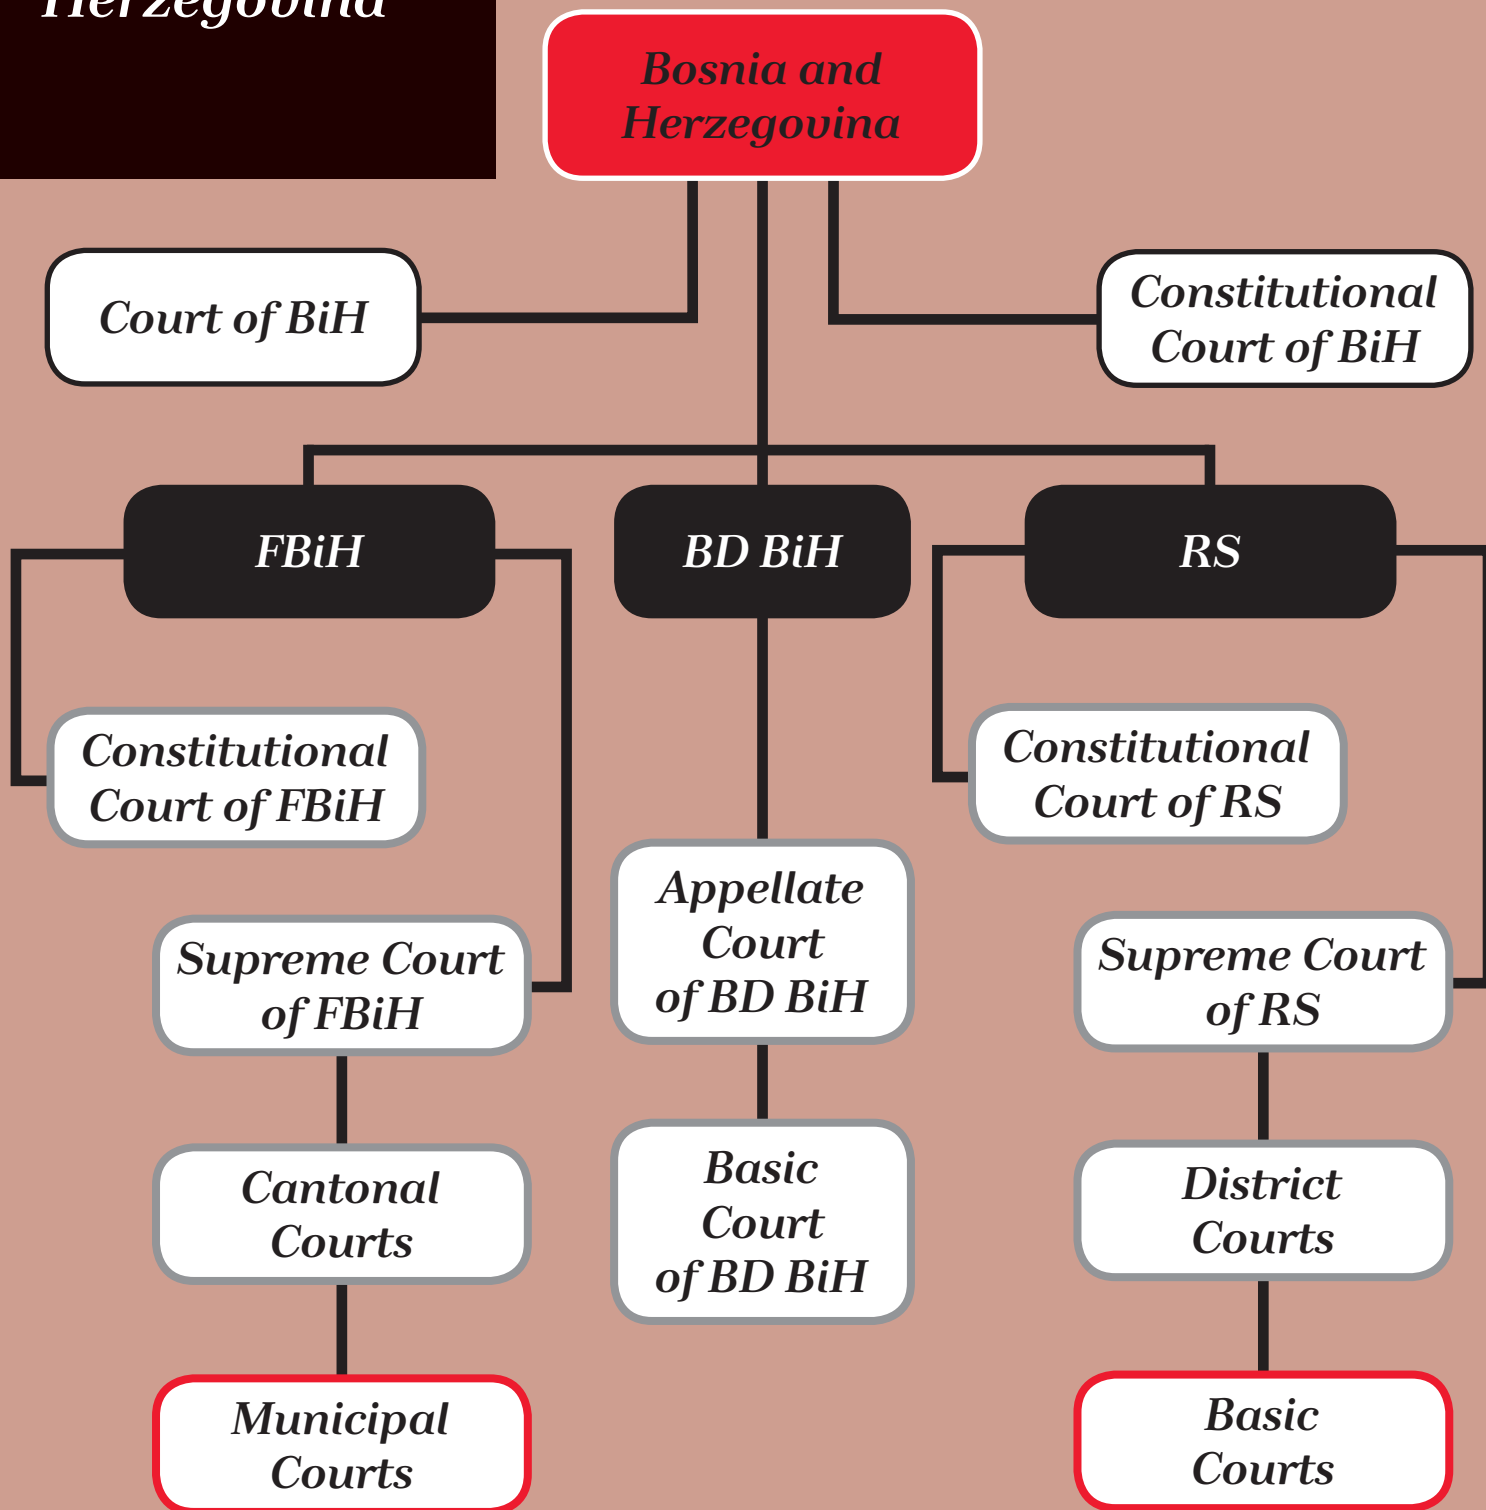 Herzegovina
Bosnia and
Herzegovina
Court of BiH
Constitutional
Court of BiH
FBiH
BD BiH
RS
Constitutional
Court of FBiH
Constitutional
Court of RS
Appellate
Court
of BD BiH
Supreme Court
of FBiH
Supreme Court
of RS
Cantonal
Courts
Basic
Court
of BD BiH
District
Courts
Municipal
Courts
Basic
Courts